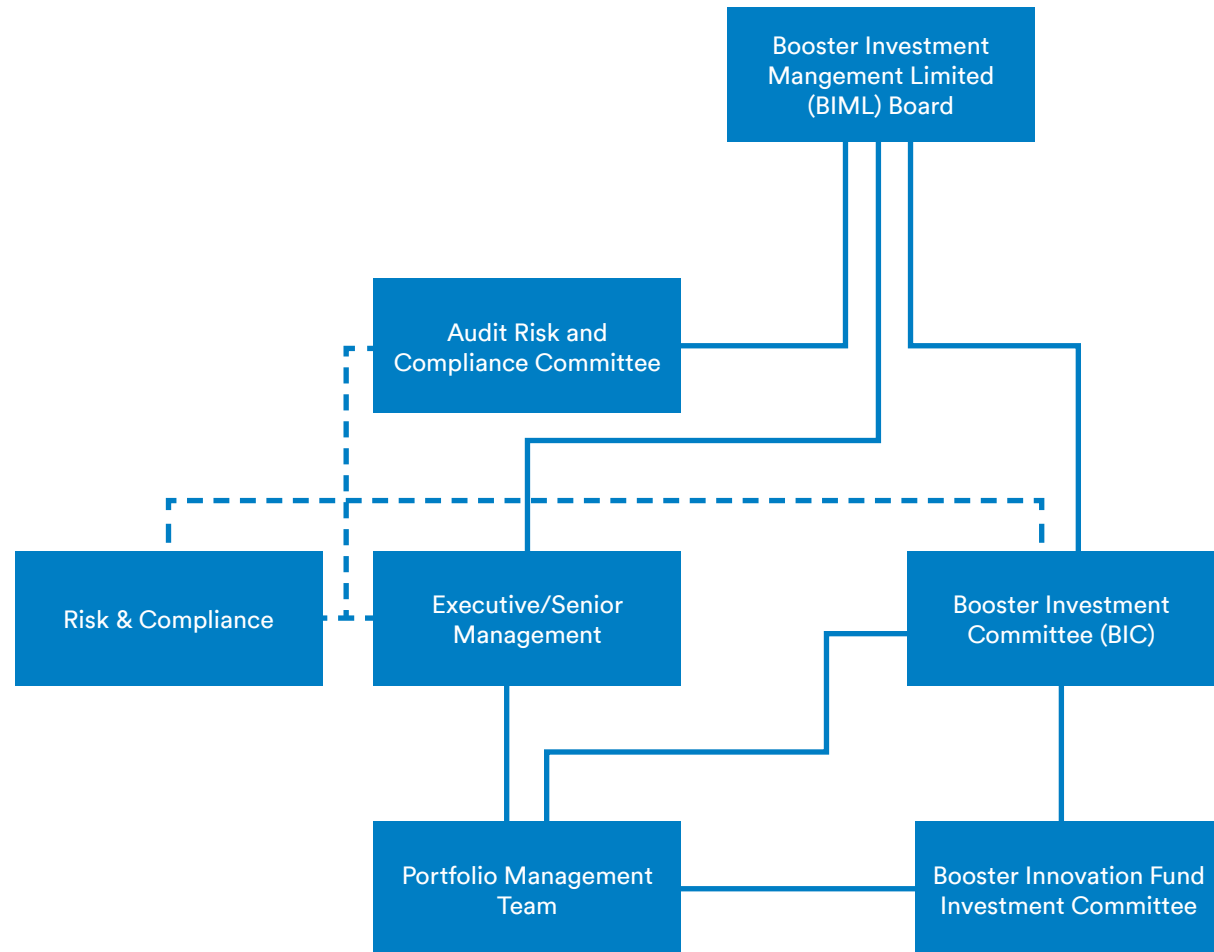 Booster Investment
Mangement Limited
(BIML) Board
Audit Risk and
Compliance Committee
Risk & Compliance
Executive/Senior
Management
Booster Investment
Committee (BIC)
Portfolio Management
Team
Booster Innovation Fund
Investment Committee